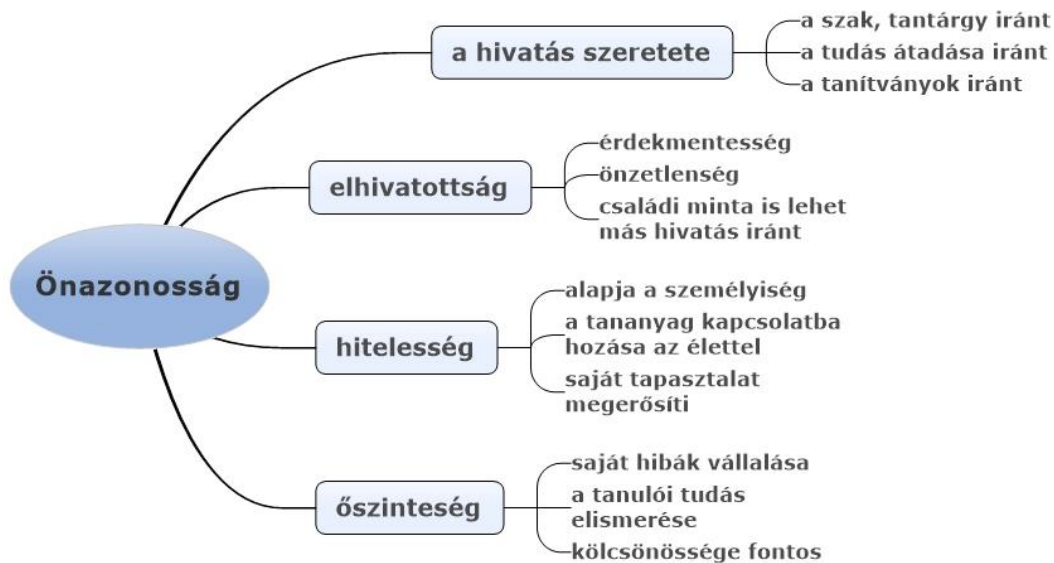 Önazonosság
a hivatás szeretete
a szak, tantárgy iránt
a tudás átadása iránt
a tanítványok iránt
elhivatottság
érdekmentesség
önzetlenség
családi minta is lehet
más hivatás iránt
hitelesség
alapja a személyiség
a tananyag kapcsolatba
hozása az élettel
saját tapasztalat
megerősíti
őszinteség
saját hibák vállalása
a tanulói tudás
elismerése
kölcsönössége fontos